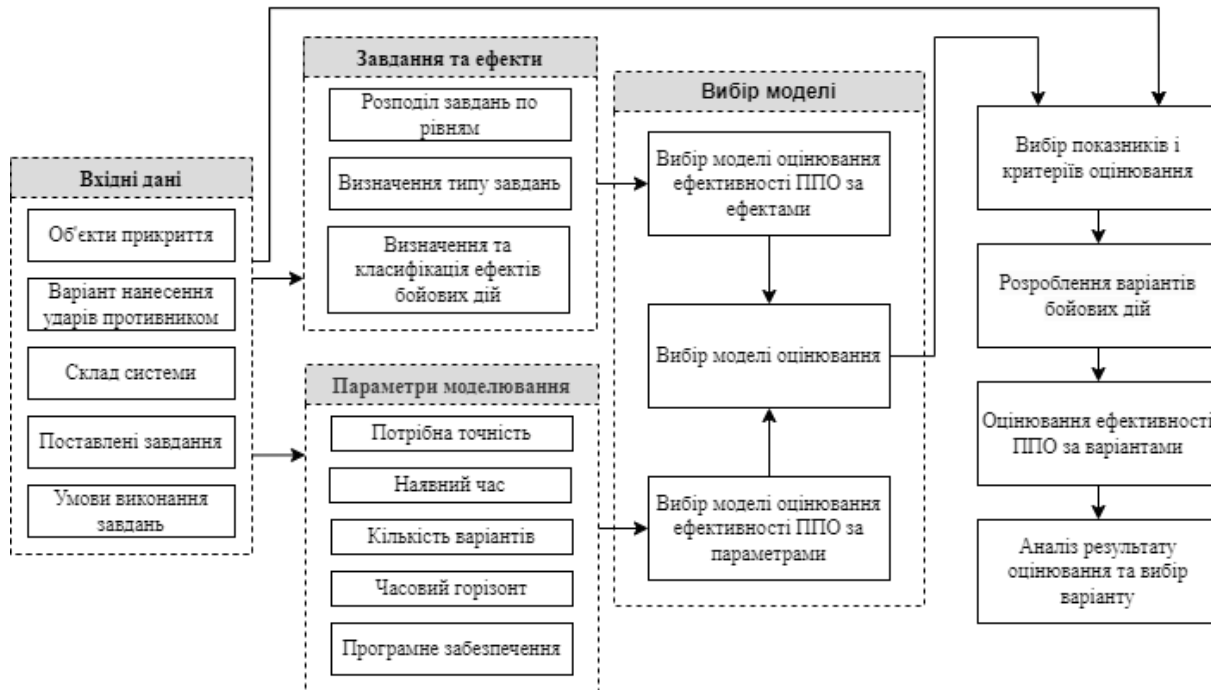 Вхідні дані
Об'єкти прикриття
Варіант нанесення
ударів противником
Склад системи
Поставлені завдання
Умови виконання
завдань
Завдання та ефекти
Розподіл завдань по
рівням
Визначення типу завдань
Визначення та
класифікація ефектів
бойових дій
Параметри моделювання
Потрібна точність
Наявний час
Кількість варіантів
Часовий горізонт
Програмне забезпечення
Вибір моделі
Вибір моделі оцінювання
ефективності ППО за
ефектами
Вибір моделі оцінювання
Вибір моделі оцінювання
ефективності ППО за
параметрами
Вибір показників і
критеріїв оцінювання
Розроблення варіантів
бойових дій
Оцінювання ефективності
ППО за варіантами
Аналіз результату
оцінювання та вибір
варіанту